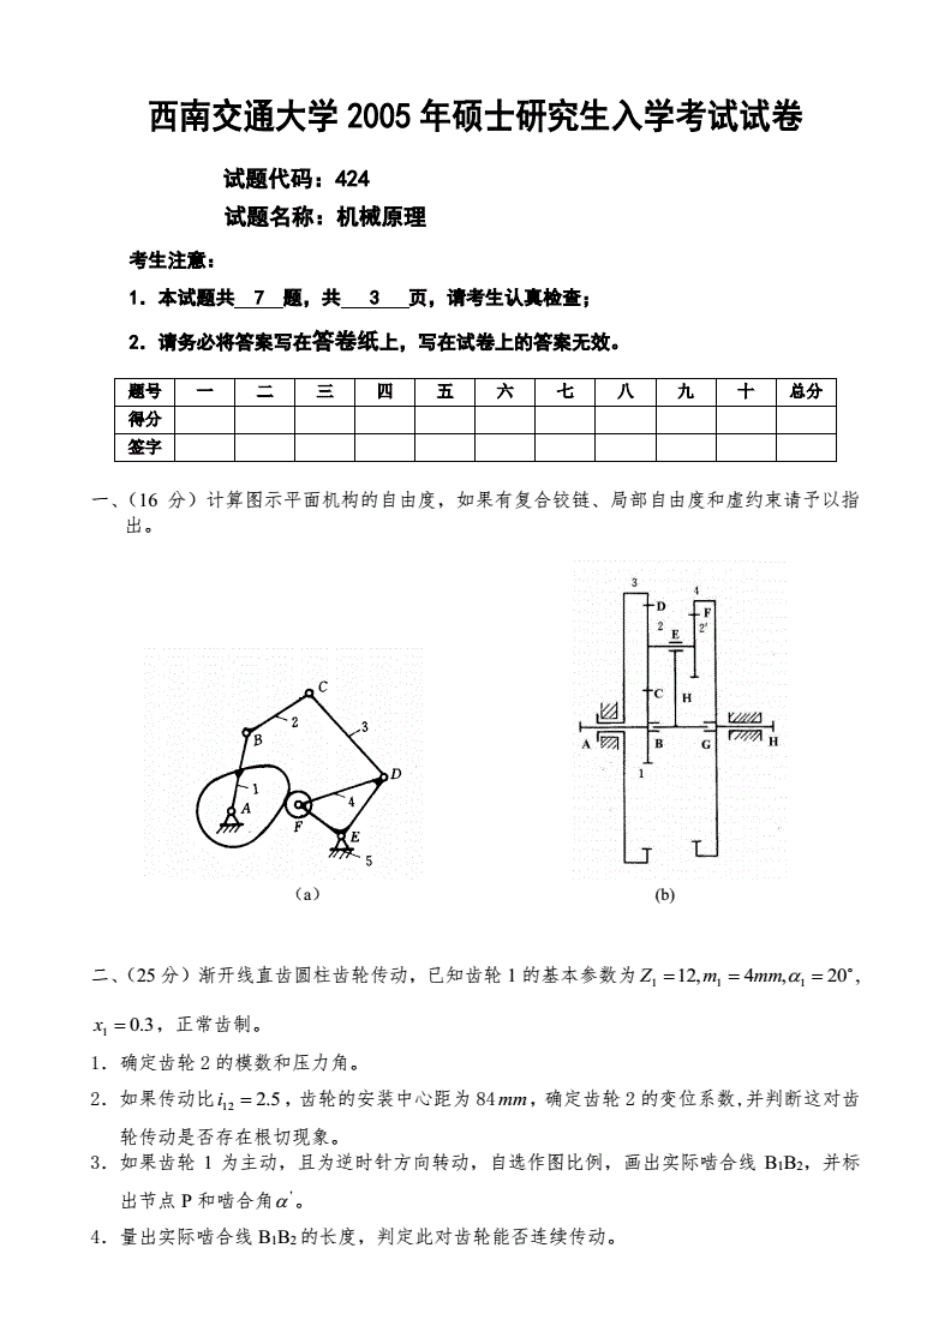 西南交通大学 2005 年硕士研究生入学考试试卷
试题代码：424
试题名称：机械原理
考生注意：
1．本试题共 7 题，共 3 页，请考生认真检查；
2．请务必将答案写在答卷纸上，写在试卷上的答案无效。
题号 一 二 三 四 五 六 七 八 九 十 总分
得分
签字
一、（16 分）计算图示平面机构的自由度，如果有复合铰链、局部自由度和虚约束请予以指
出。
C
2
B
3
D
1
A
4
F
E
5
（a）
3
4
D
F
2
E
2'
C
H
A
B
G
H
1
(b)
二、（25 分）渐开线直齿圆柱齿轮传动，已知齿轮 1 的基本参数为 Z₁ =12, m₁ = 4mm, α₁ = 20°,
x₁ = 0.3，正常齿制。
1．确定齿轮 2 的模数和压力角。
2．如果传动比 i₁₂ = 2.5，齿轮的安装中心距为 84mm，确定齿轮 2 的变位系数,并判断这对齿
轮传动是否存在根切现象。
3．如果齿轮 1 为主动，且为逆时针方向转动，自选作图比例，画出实际啮合线 B₁B₂，并标
出节点 P 和啮合角α'。
4．量出实际啮合线 B₁B₂ 的长度，判定此对齿轮能否连续传动。